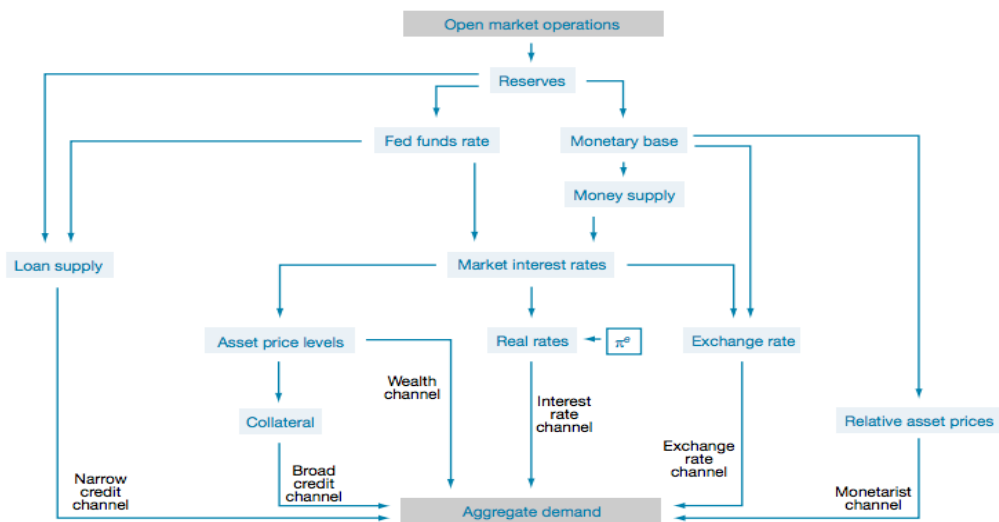 Open market operations
Reserves
Fed funds rate
Monetary base
Money supply
Loan supply
Market interest rates
Asset price levels
Real rates
πe
Exchange rate
Wealth
channel
Interest
rate
channel
Collateral
Relative asset prices
Exchange
rate
channel
Narrow
credit
channel
Broad
credit
channel
Monetarist
channel
Aggregate demand